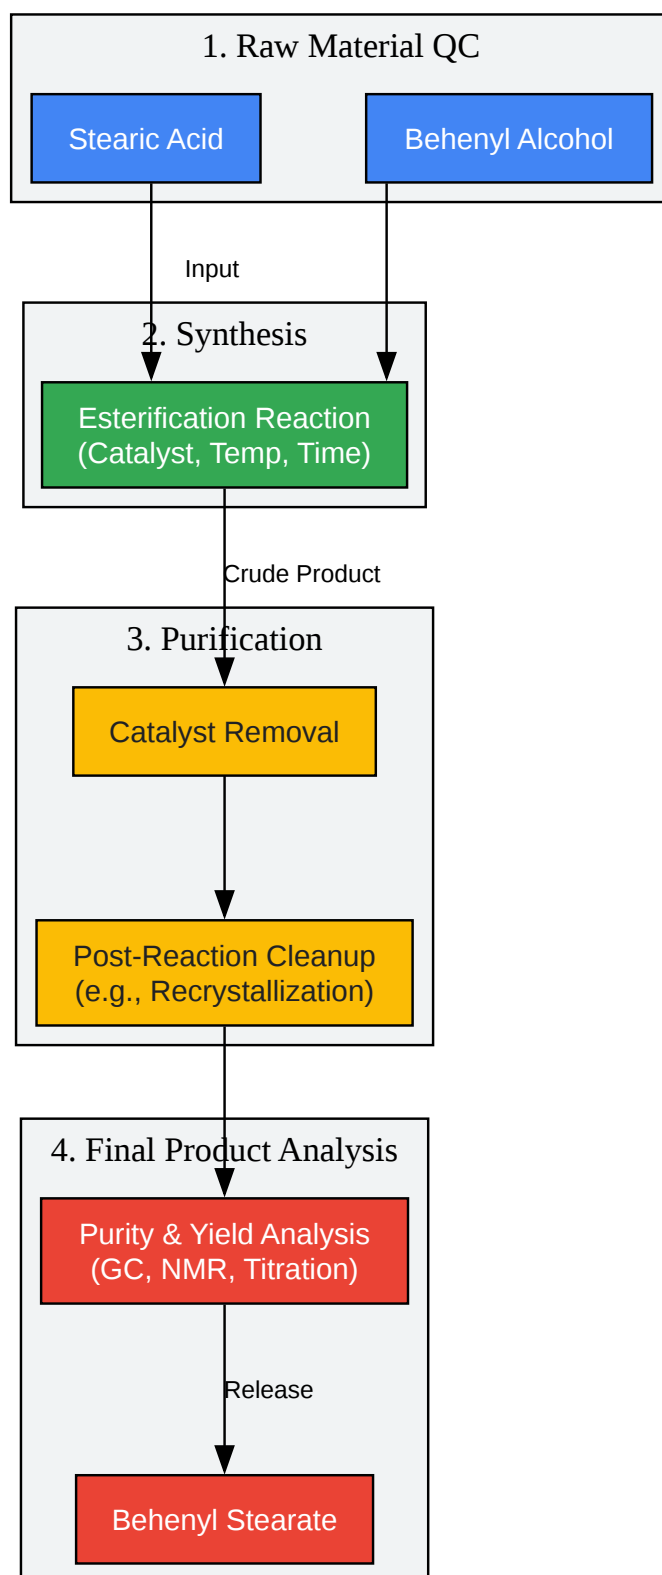 1. Raw Material QC
Stearic Acid
Behenyl Alcohol
Input
2. Synthesis
Esterification Reaction
(Catalyst, Temp, Time)
Crude Product
3. Purification
Catalyst Removal
Post-Reaction Cleanup
(e.g., Recrystallization)
4. Final Product Analysis
Purity & Yield Analysis
(GC, NMR, Titration)
Release
Behenyl Stearate